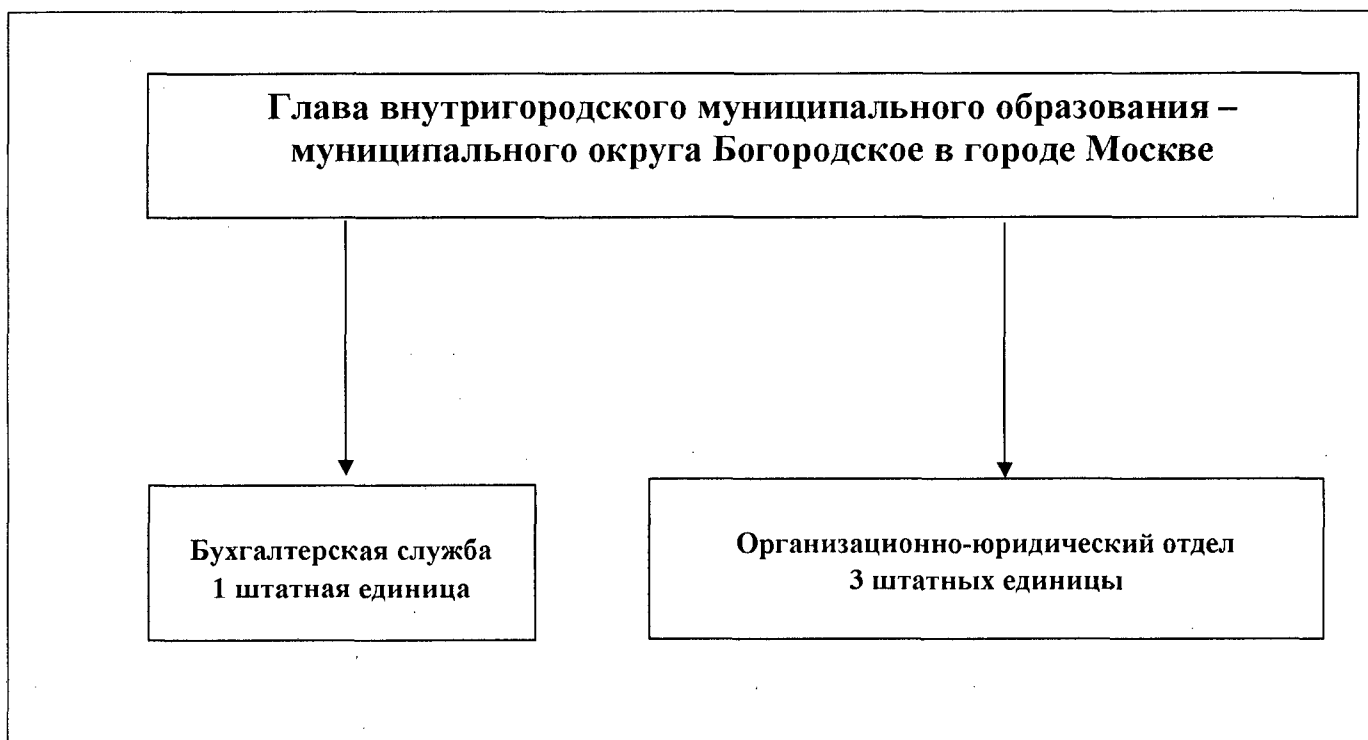 Глава внутригородского муниципального образования –
муниципального округа Богородское в городе Москве
Бухгалтерская служба
1 штатная единица
Организационно-юридический отдел
3 штатных единицы